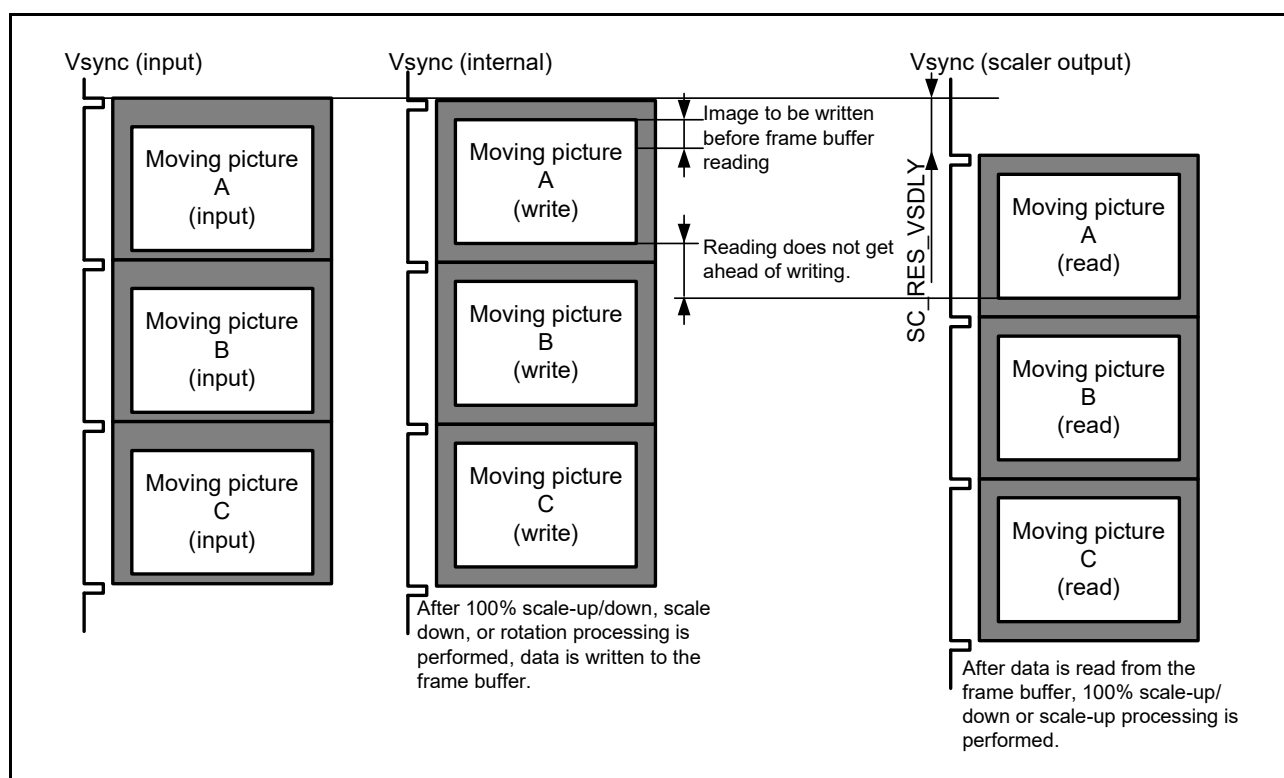 Vsync (input)
Vsync (internal)
Vsync (scaler output)
Moving picture
A
(input)
Moving picture
B
(input)
Moving picture
C
(input)
Moving picture
A
(write)
Moving picture
B
(write)
Moving picture
C
(write)
After 100% scale-up/down, scale
down, or rotation processing is
performed, data is written to the
frame buffer.
Image to be written
before frame buffer
reading
Reading does not get
ahead of writing.
SC_RES_VSDLY
Moving picture
A
(read)
Moving picture
B
(read)
Moving picture
C
(read)
After data is read from the
frame buffer, 100% scale-up/
down or scale-up processing is
performed.